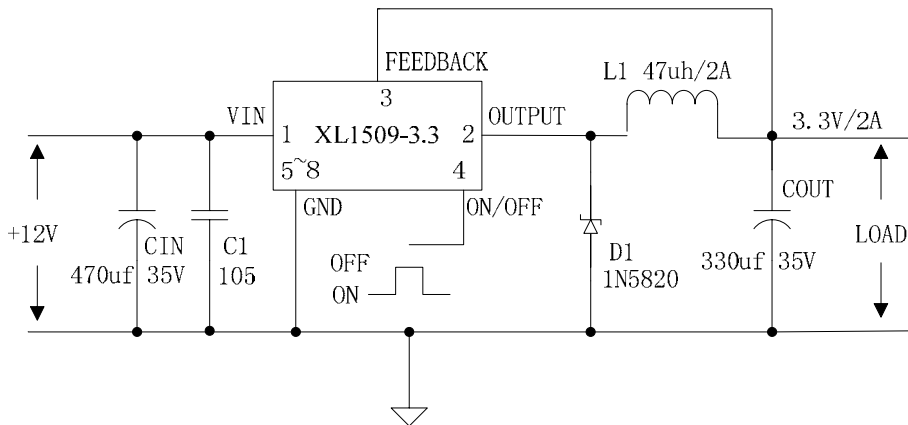 FEEDBACK
L1 47uh/2A
3
VIN
OUTPUT
1 XL1509-3.3 2
3.3V/2A
5~8
4
GND
ON/OFF
COUT
+12V
CIN
C1
OFF
D1
LOAD
470uf 35V
105
ON
1N5820
330uf 35V